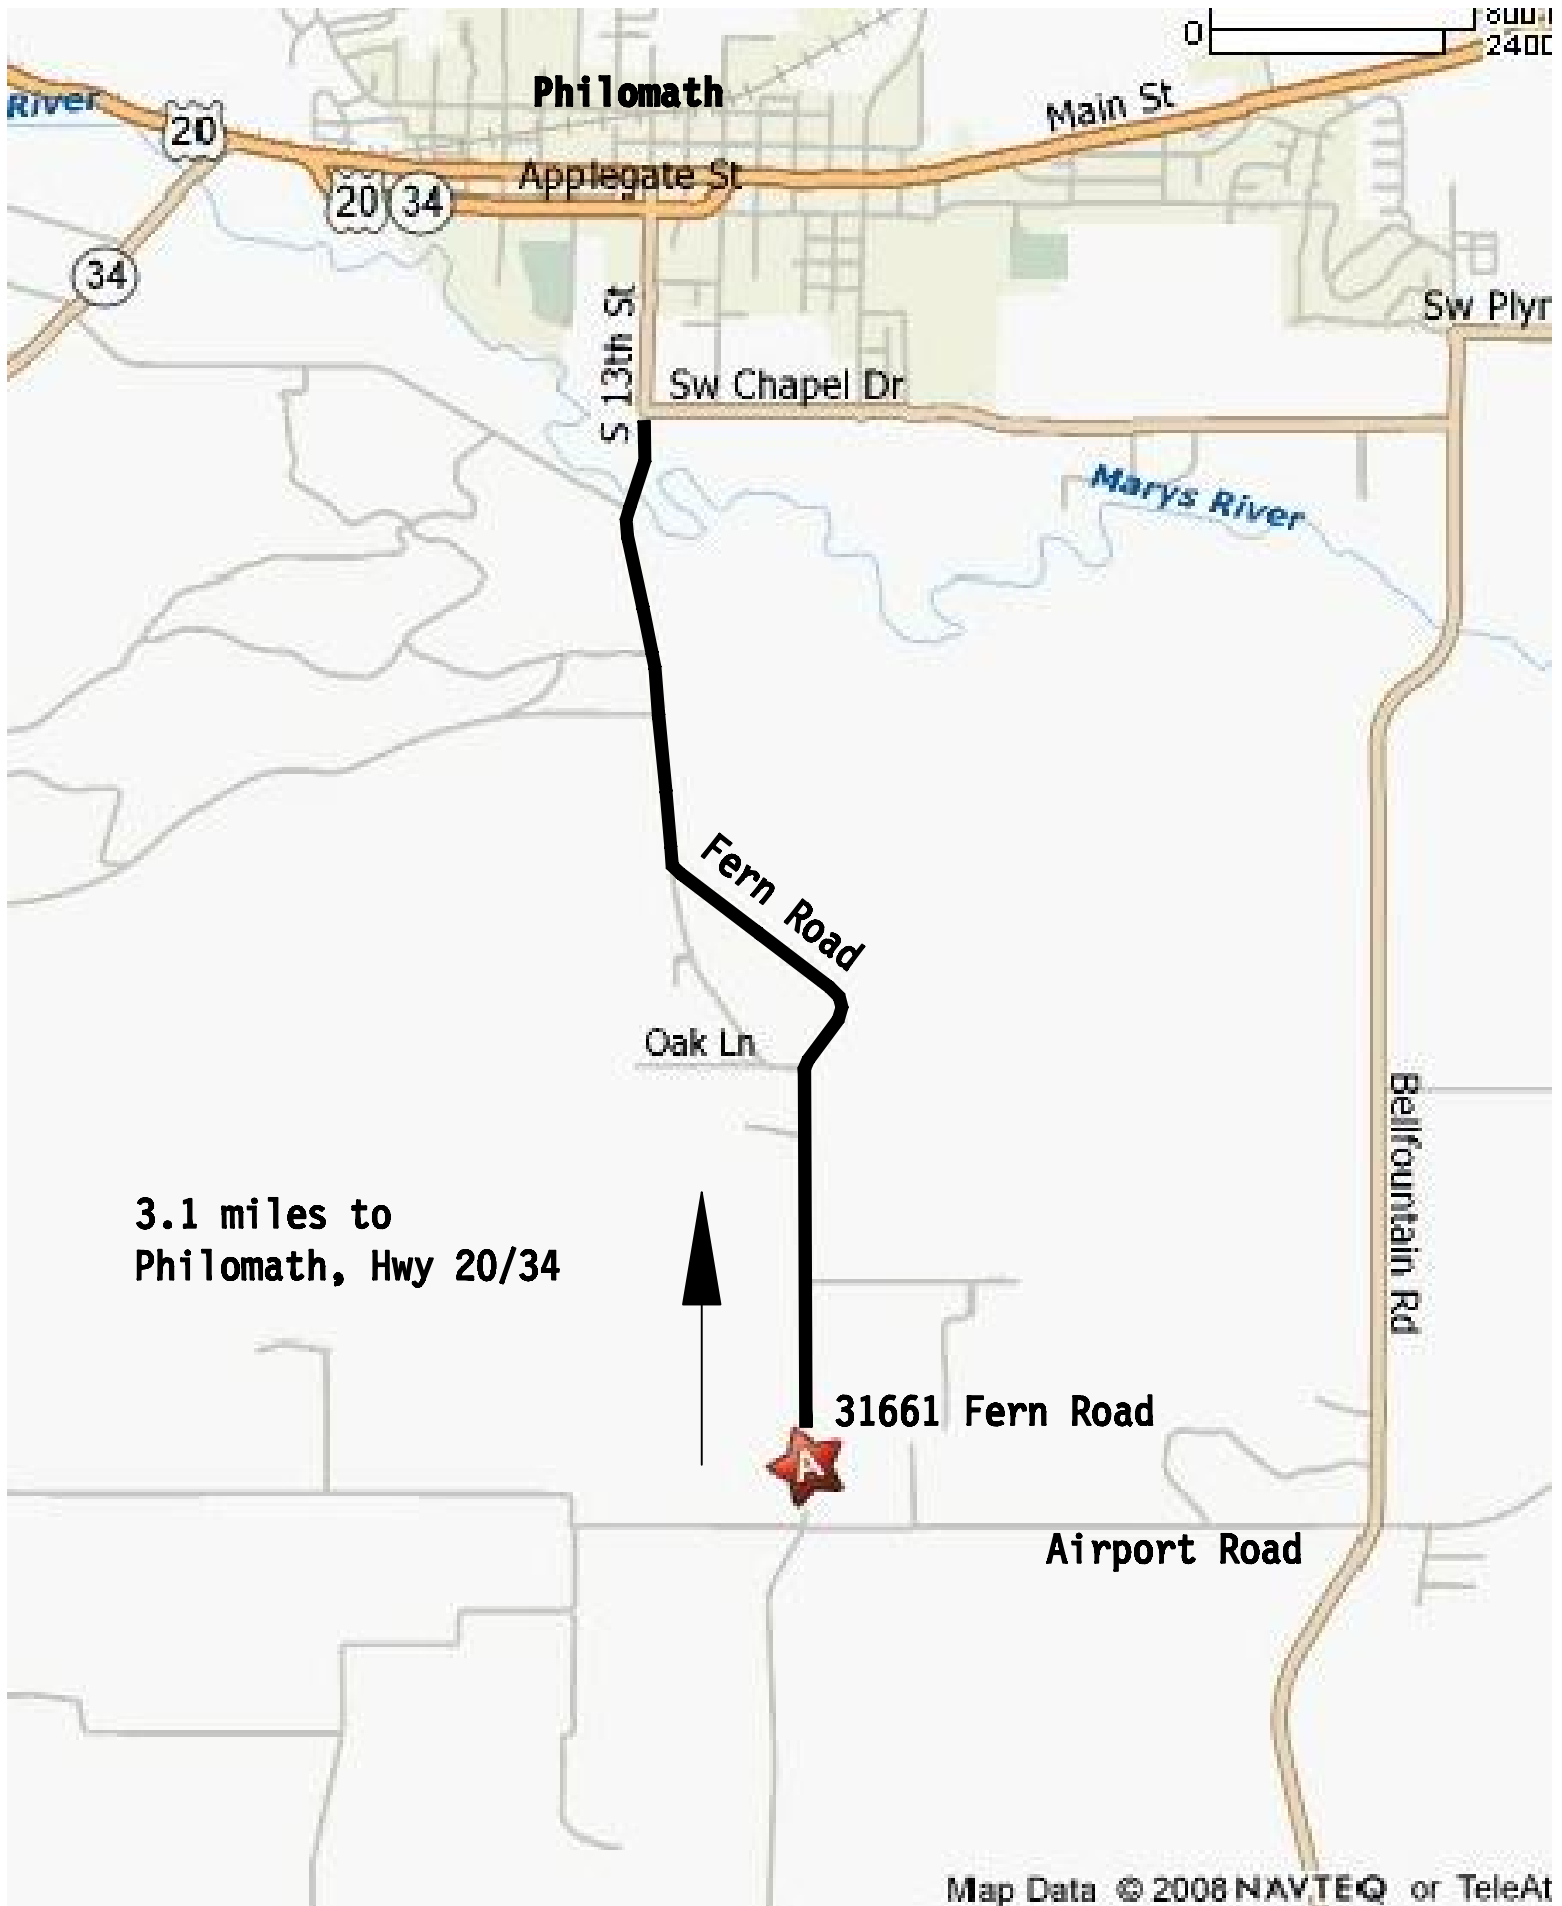 800 m
0
2400
Philomath
River
20
Main St
Applegate St
20 34
34
S 13th St
Sw Plyr
Sw Chapel Dr
Marys River
Fern Road
Oak Ln
Bellfountain Rd
3.1 miles to
Philomath, Hwy 20/34
31661 Fern Road
A
Airport Road
Map Data © 2008 NAVTEQ or TeleAt